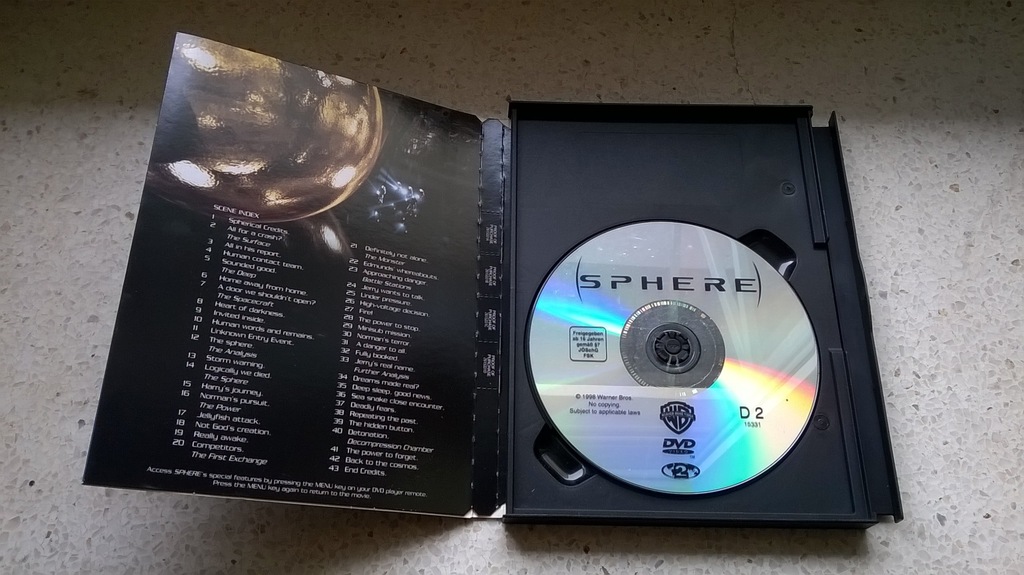 SCENE INDEX
1 Spherical Credits.
2 All for a crash?
The Surface
3 All in his report.
4 Human contact team.
5 Sounded good.
The Deep
6 Home away from home.
7 A door we shouldn't open?
The Spacecraft
8 Heart of darkness.
9 Invited inside.
10 Human words and remains.
11 Unknown Entry Event.
12 The sphere.
The Analysis
13 Storm warning.
14 Logically we died.
The Sphere
15 Harry's journey.
16 Norman's pursuit.
The Power
17 Jellyfish attack.
18 Not God's creation.
19 Really awake.
20 Competitors.
The First Exchange
21 Definitely not alone.
The Monster
22 Edmunds' whereabouts.
23 Approaching danger.
Battle Stations
24 Jerry wants to talk.
25 Under pressure.
26 High-voltage decision.
27 Fire!
28 The power to stop.
29 Minisub mission.
30 Norman's terror.
31 A danger to all.
32 Fully booked.
33 Jerry's real name.
Further Analysis
34 Dreams made real?
35 Deep sleep, good news.
36 Sea snake close encounter.
37 Deadly fears.
38 Repeating the past.
39 The hidden button.
40 Detonation.
Decompression Chamber
41 The power to forgot.
42 Back to the cosmos.
43 End Credits.
Access SPHERE's special features by pressing the MENU key on your DVD player remote.
Press the MENU key again to return to the movie.
(SPHERE)
Freigegeben
ab 16 Jahren
gemäß §7
JÖSchG
FSK
© 1998 Warner Bros.
No copying.
Subject to applicable laws
WB
D 2
15331
DVD
VIDEO
TM
2